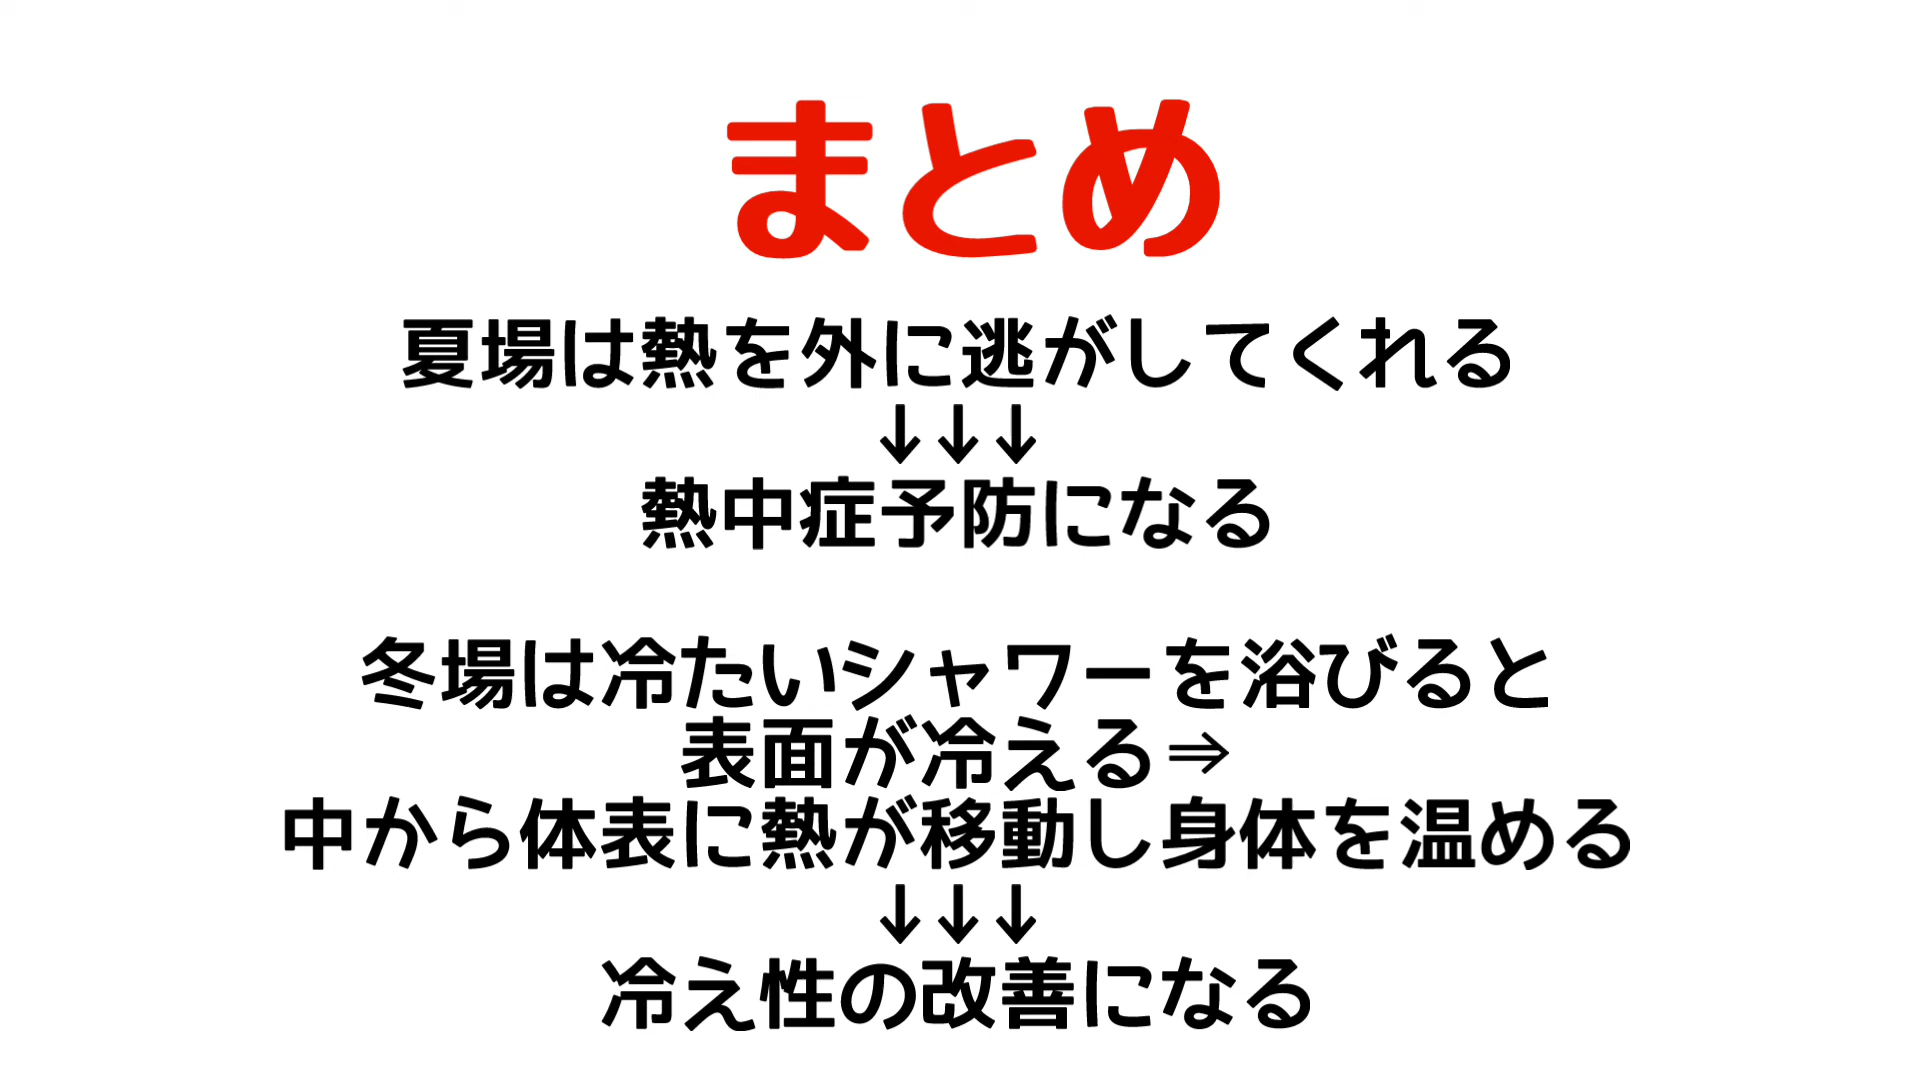 まとめ
夏場は熱を外に逃がしてくれる
↓↓↓
熱中症予防になる
冬場は冷たいシャワーを浴びると
表面が冷える⇒
中から体表に熱が移動し身体を温める
↓↓↓
冷え性の改善になる